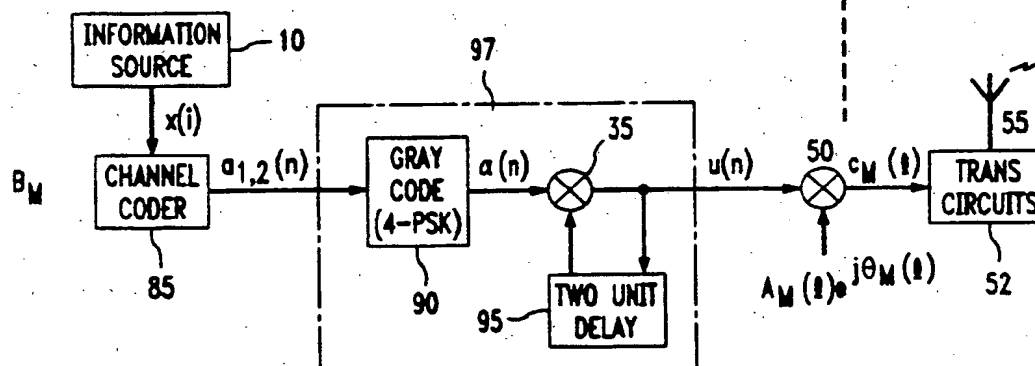 INFORMATION
SOURCE
10
x(i)
B_M
CHANNEL
CODER
85
a_{1,2}(n)
97
GRAY
CODE
(4-PSK)
90
α(n)
35
TWO UNIT
DELAY
95
u(n)
50
A_M(ℓ)e^{jθ_M(ℓ)}
c_M(ℓ)
55
TRANS
CIRCUITS
52